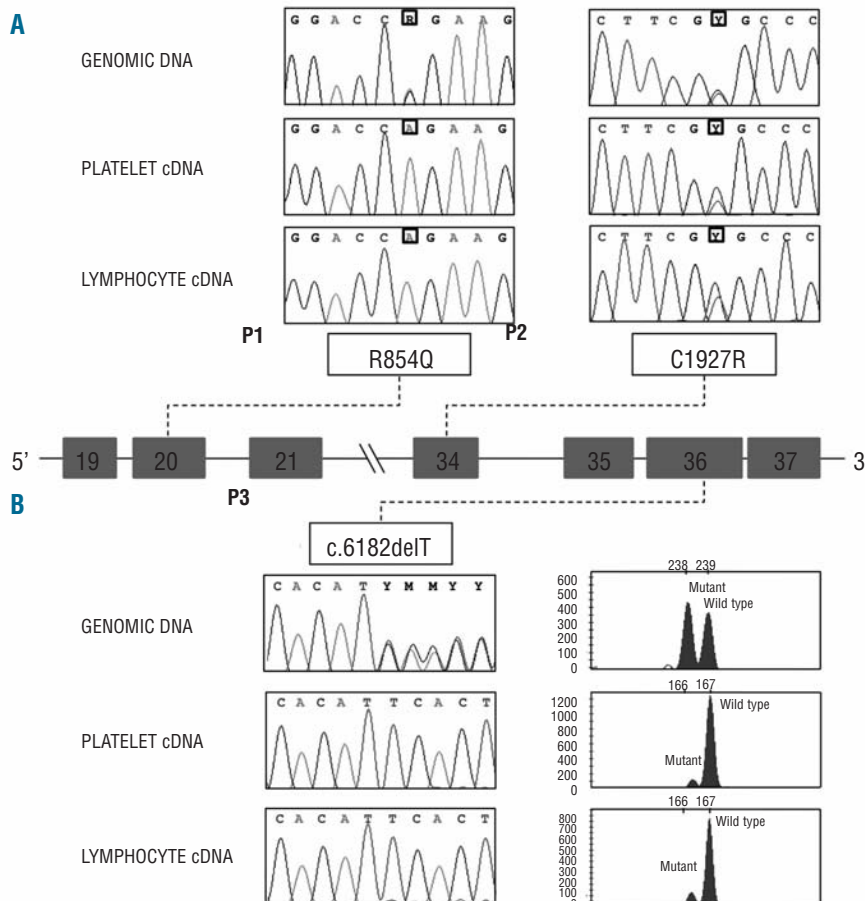 A
GENOMIC DNA
G G A C C R G A A G
C T T C G Y G C C C
PLATELET cDNA
G G A C C A G A A G
C T T C G Y G C C C
LYMPHOCYTE cDNA
G G A C C A G A A G
C T T C G Y G C C C
P1
P2
R854Q
C1927R
5' 19 20 21 34 35 36 37 3
P3
B
c.6182delT
GENOMIC DNA
C A C A T Y M M Y Y
238 239
Mutant
Wild type
600
500
400
300
200
100
0
PLATELET cDNA
C A C A T T C A C T
166 167
Wild type
Mutant
1200
1000
800
600
400
200
0
LYMPHOCYTE cDNA
C A C A T T C A C T
166 167
Wild type
Mutant
800
700
600
500
400
300
200
100
0